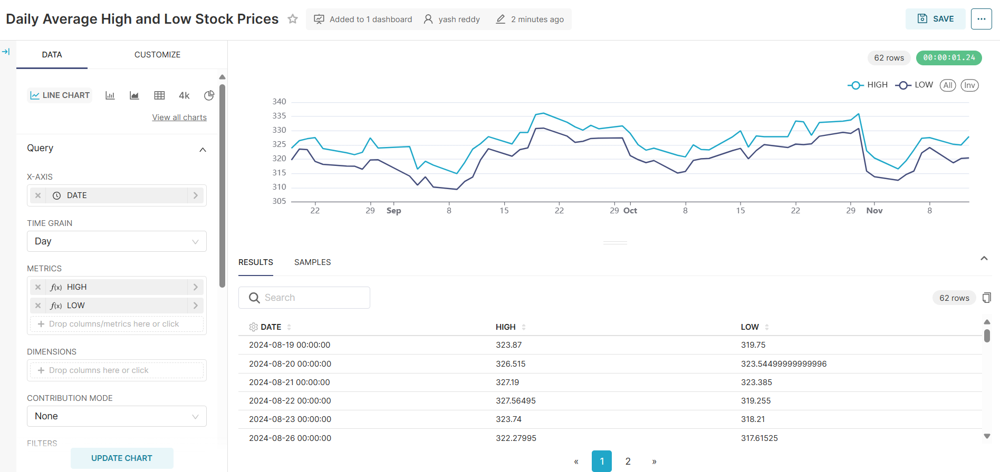 Daily Average High and Low Stock Prices
Added to 1 dashboard yash reddy 2 minutes ago
SAVE
DATA CUSTOMIZE
LINE CHART 4k
View all charts
Query
X-AXIS
DATE
TIME GRAIN
Day
METRICS
f(x) HIGH
f(x) LOW
+ Drop columns/metrics here or click
DIMENSIONS
+ Drop columns here or click
CONTRIBUTION MODE
None
FILTERS
UPDATE CHART
62 rows 00:00:01.24
HIGH LOW All Inv
340
335
330
325
320
315
310
305
22 29 Sep 8 15 22 29 Oct 8 15 22 29 Nov 8
RESULTS SAMPLES
Search
62 rows
DATE HIGH LOW
2024-08-19 00:00:00 323.87 319.75
2024-08-20 00:00:00 326.515 323.54499999999996
2024-08-21 00:00:00 327.19 323.385
2024-08-22 00:00:00 327.56495 319.255
2024-08-23 00:00:00 323.74 318.21
2024-08-26 00:00:00 322.27995 317.61525
« 1 2 »